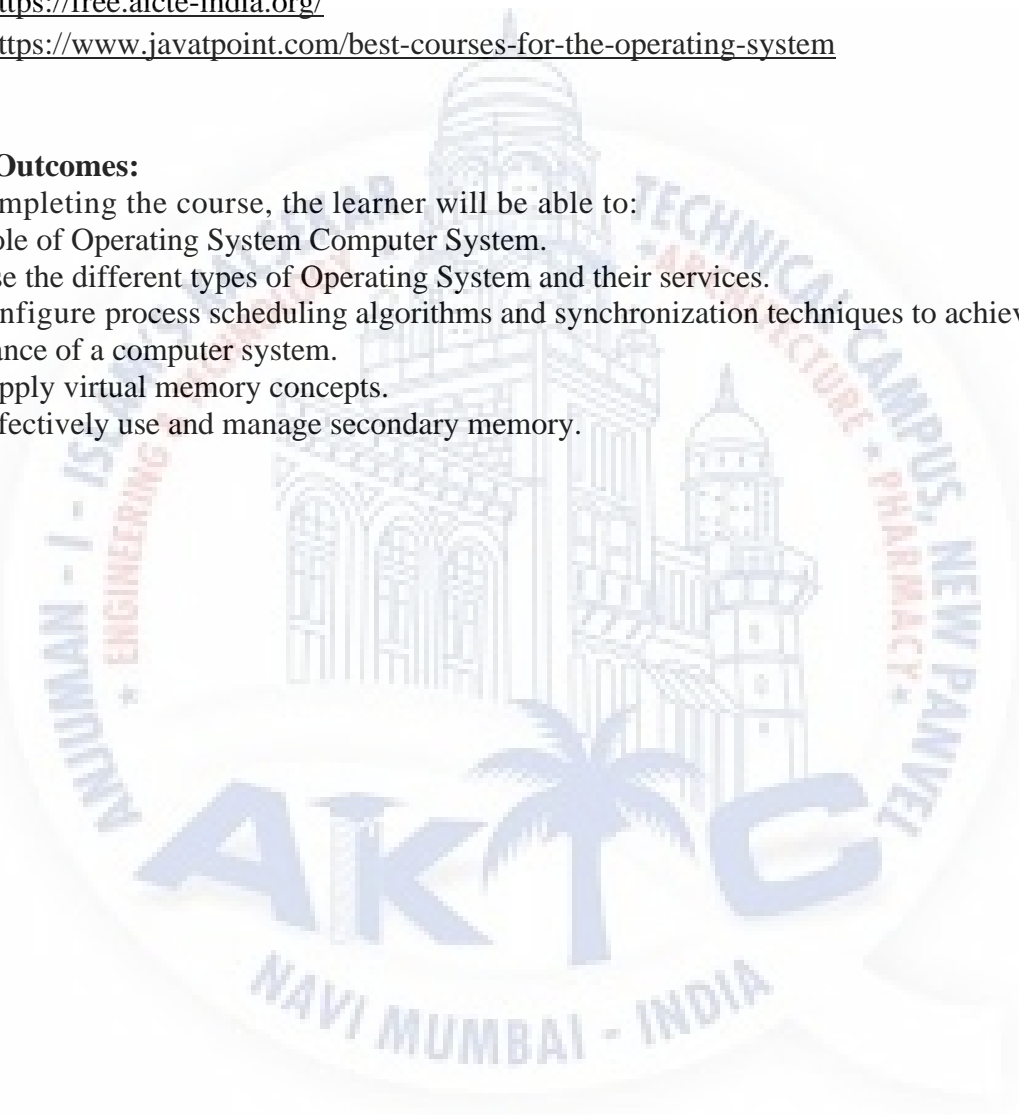 ttps://free.aicte-india.org/
ttps://www.javatpoint.com/best-courses-for-the-operating-system
Outcomes:
mpleting the course, the learner will be able to:
ole of Operating System Computer System.
se the different types of Operating System and their services.
nfigure process scheduling algorithms and synchronization techniques to achiev
ance of a computer system.
pply virtual memory concepts.
fectively use and manage secondary memory.
ANJUMAN - I - ISLAM'S
TECHNICAL CAMPUS, NEW PANVEL
ENGINEERING
ARCHITECTURE * PHARMACY *
AKTC
NAVI MUMBAI - INDIA